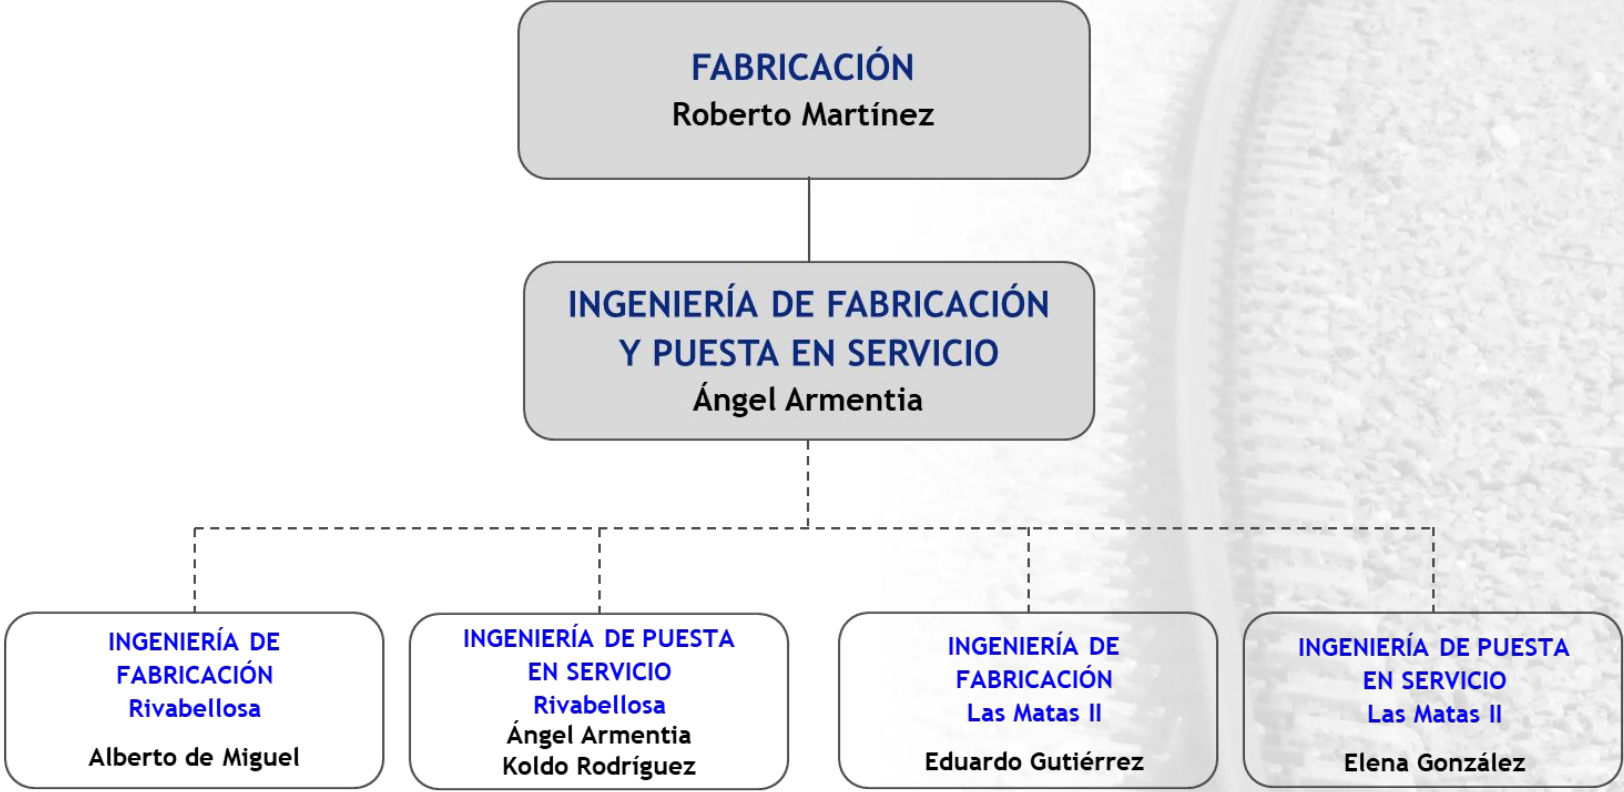 FABRICACIÓN
Roberto Martínez
INGENIERÍA DE FABRICACIÓN
Y PUESTA EN SERVICIO
Ángel Armentia
INGENIERÍA DE
FABRICACIÓN
Rivabellosa
Alberto de Miguel
INGENIERÍA DE PUESTA
EN SERVICIO
Rivabellosa
Ángel Armentia
Koldo Rodríguez
INGENIERÍA DE
FABRICACIÓN
Las Matas II
Eduardo Gutiérrez
INGENIERÍA DE PUESTA
EN SERVICIO
Las Matas II
Elena González